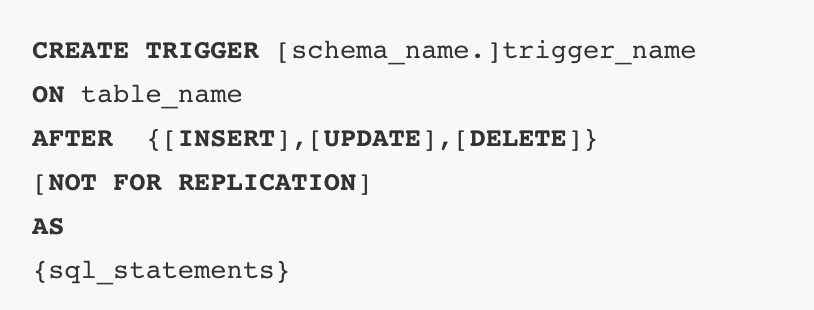 CREATE TRIGGER [schema_name.]trigger_name
ON table_name
AFTER  {[INSERT],[UPDATE],[DELETE]}
[NOT FOR REPLICATION]
AS
{sql_statements}